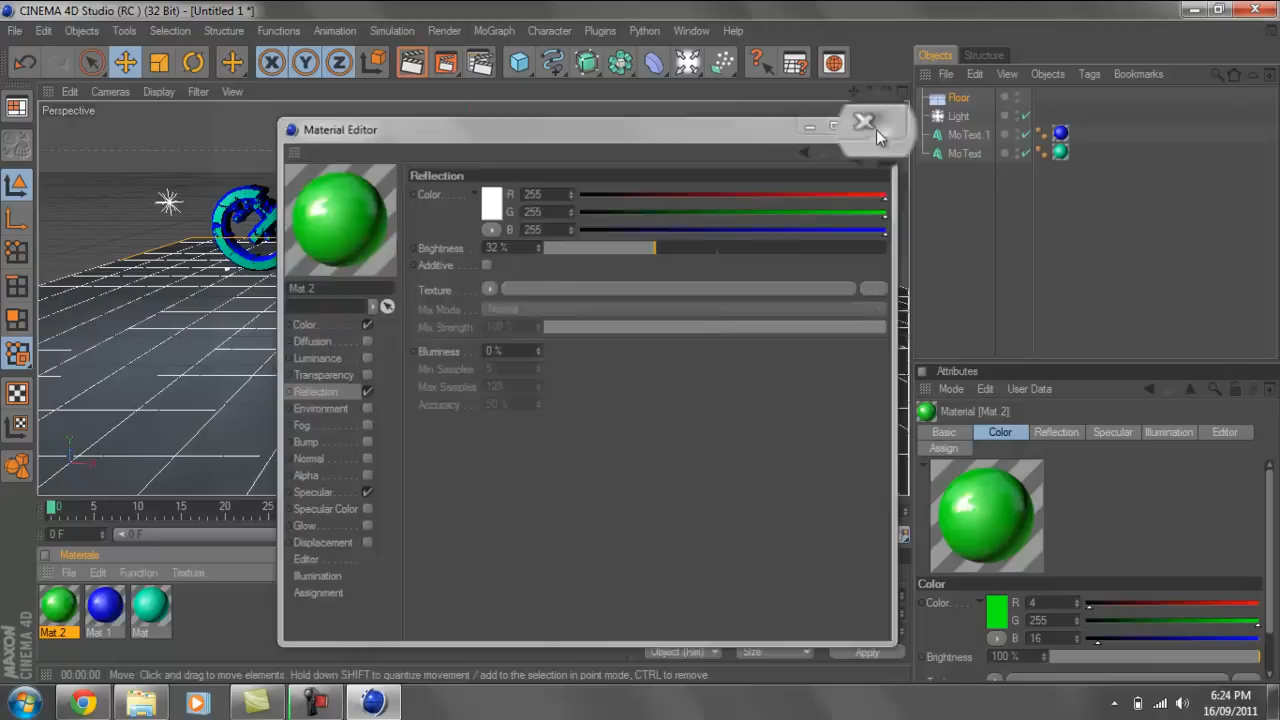 CINEMA 4D Studio (RC ) (32 Bit) - [Untitled 1 *]
File Edit Objects Tools Selection Structure Functions Animation Simulation Render MoGraph Character Plugins Python Window Help
Objects Structure
File Edit View Objects Tags Bookmarks
Edit Cameras Display Filter View
Perspective
Floor
Light
MoText.1
MoText
Material Editor
Reflection
Color R 255
G 255
B 255
Brightness 32 %
Additive
Texture
Mix Mode Normal
Mix Strength 100 %
Blurriness 0 %
Min Samples 5
Max Samples 128
Accuracy 50 %
Mat.2
Color
Diffusion
Luminance
Transparency
Reflection
Environment
Fog
Bump
Normal
Alpha
Specular
Specular Color
Glow
Displacement
Editor
Illumination
Assignment
Y
X
0 5 10 15 20 25
0 F 0 F
Materials
File Edit Function Texture
Mat.2 Mat.1 Mat
MAXON CINEMA 4D
Object (Rel) Size Apply
Attributes
Mode Edit User Data
Material [Mat.2]
Basic Color Reflection Specular Illumination Editor
Assign
Color
Color R 4
G 255
B 16
Brightness 100 %
00:00:00 Move: Click and drag to move elements. Hold down SHIFT to quantize movement / add to the selection in point mode, CTRL to remove.
6:24 PM
16/09/2011